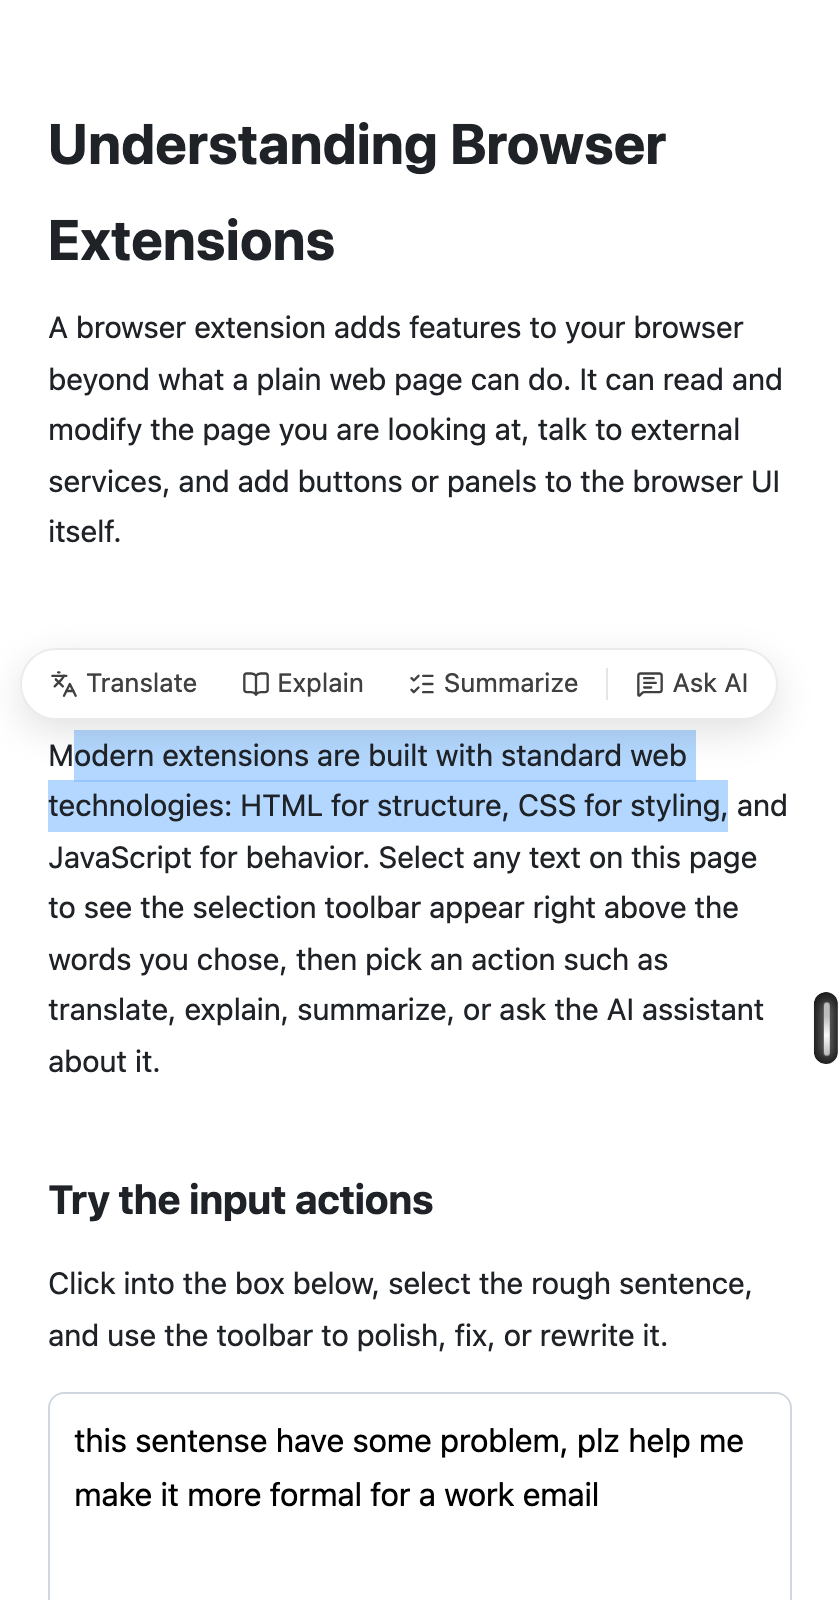 Understanding Browser
Extensions
A browser extension adds features to your browser
beyond what a plain web page can do. It can read and
modify the page you are looking at, talk to external
services, and add buttons or panels to the browser UI
itself.
Translate Explain Summarize Ask AI
Modern extensions are built with standard web
technologies: HTML for structure, CSS for styling, and
JavaScript for behavior. Select any text on this page
to see the selection toolbar appear right above the
words you chose, then pick an action such as
translate, explain, summarize, or ask the AI assistant
about it.
Try the input actions
Click into the box below, select the rough sentence,
and use the toolbar to polish, fix, or rewrite it.
this sentense have some problem, plz help me
make it more formal for a work email